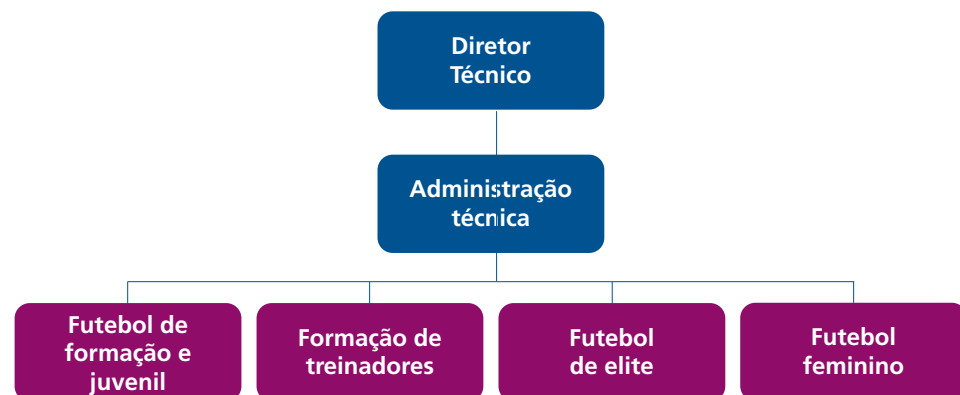 Diretor
Técnico
Administração
técnica
Futebol de
formação e
juvenil
Formação de
treinadores
Futebol
de elite
Futebol
feminino